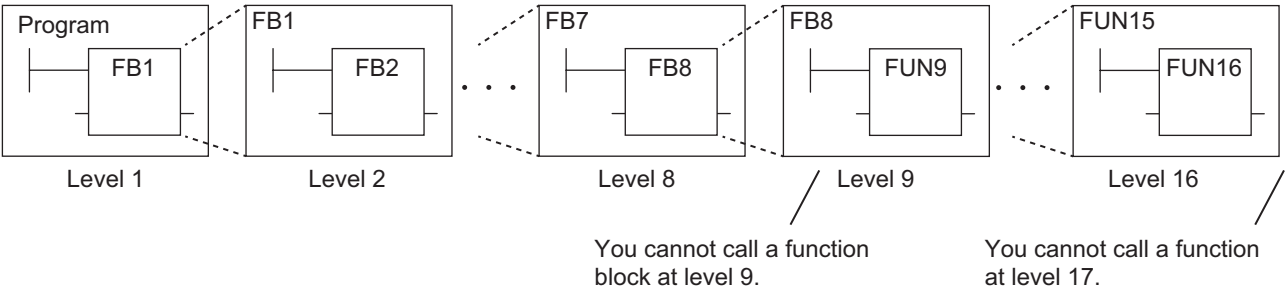 Program
FB1
FB1
FB2
. . .
FB7
FB8
FB8
FUN9
. . .
FUN15
FUN16
Level 1
Level 2
Level 8
Level 9
Level 16
You cannot call a function
block at level 9.
You cannot call a function
at level 17.